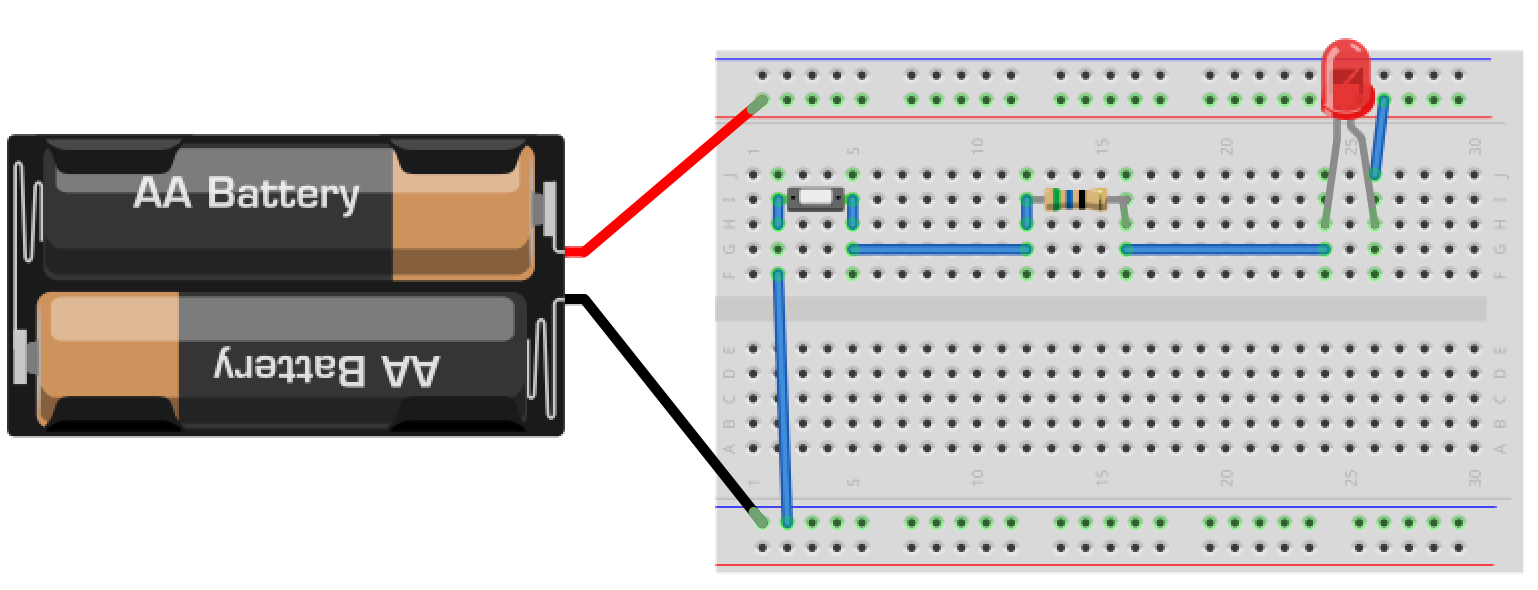 AA Battery
AA Battery
1 5 10 15 20 25 30
J J
I I
H H
G G
F F
E E
D D
C C
B B
A A
1 5 10 15 20 25 30